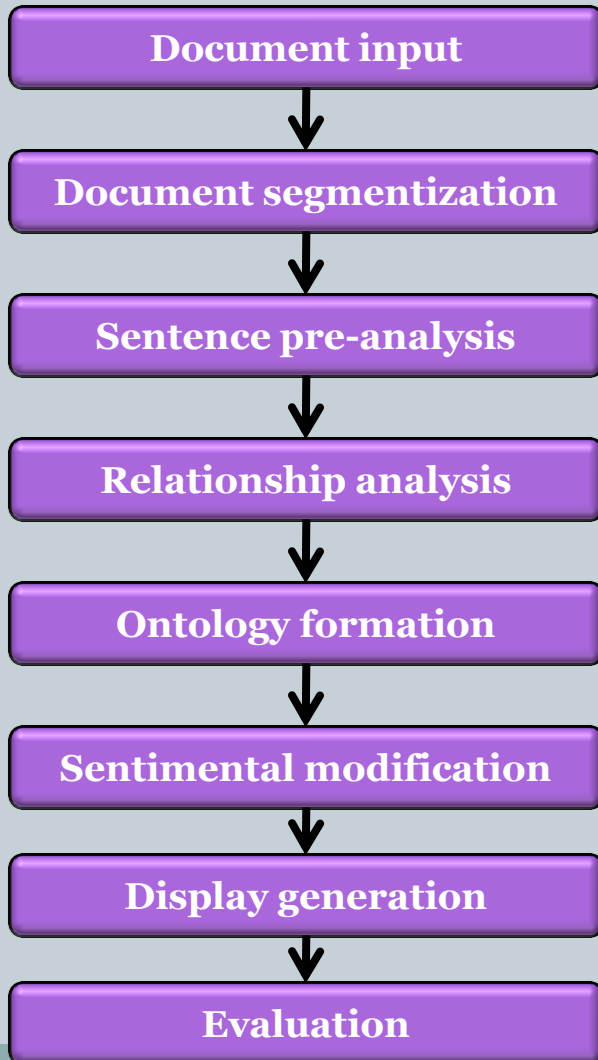 Document input
Document segmentization
Sentence pre-analysis
Relationship analysis
Ontology formation
Sentimental modification
Display generation
Evaluation